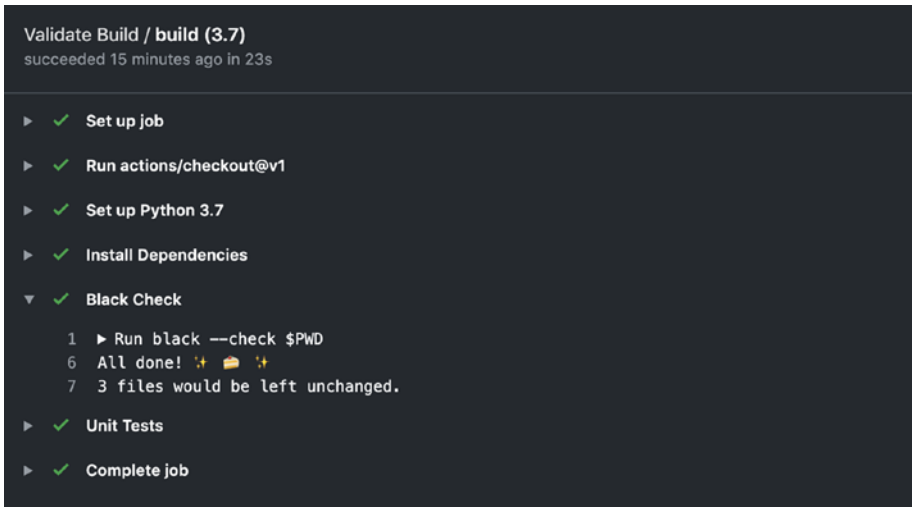 Validate Build / build (3.7)
succeeded 15 minutes ago in 23s
Set up job
Run actions/checkout@v1
Set up Python 3.7
Install Dependencies
Black Check
1 ▶ Run black --check $PWD
6 All done! ✨ 🍰 ✨
7 3 files would be left unchanged.
Unit Tests
Complete job